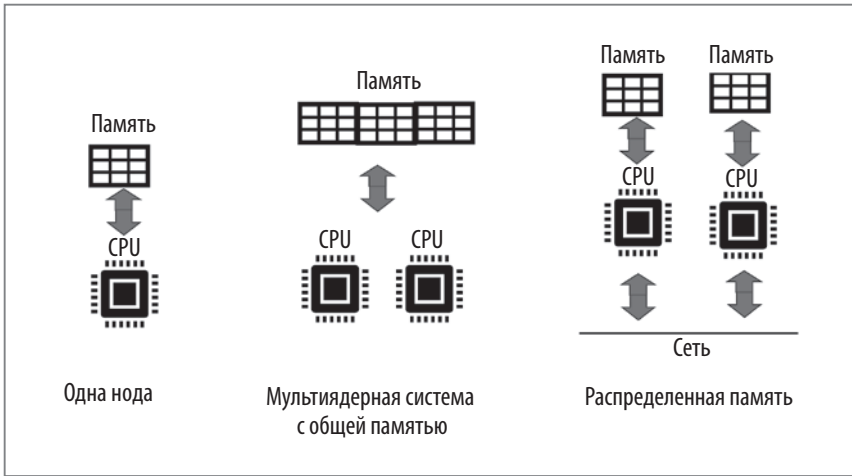 Память
CPU
Одна нода
Память
CPU
CPU
Мультиядерная система
с общей памятью
Память
Память
CPU
CPU
Сеть
Распределенная память